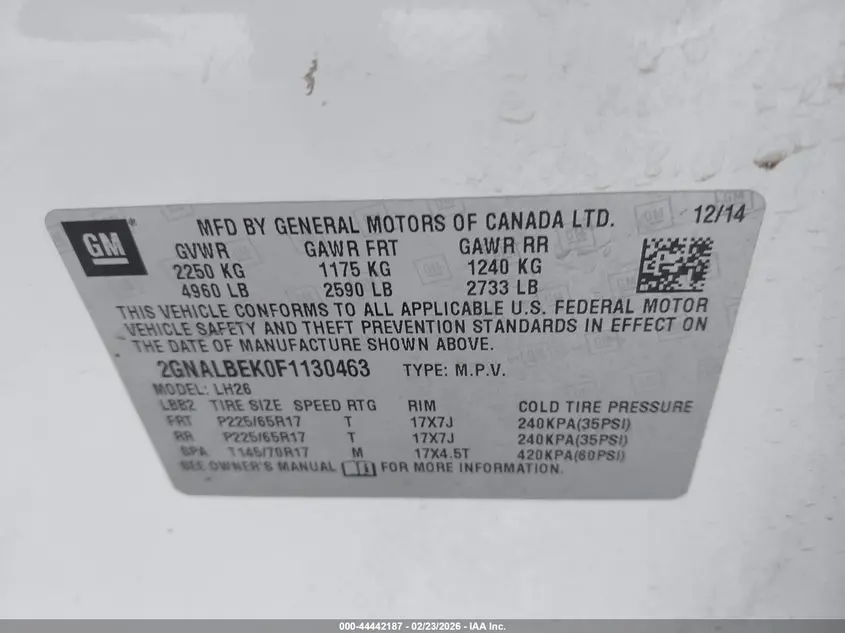 GM
MFD BY GENERAL MOTORS OF CANADA LTD. 12/14
GVWR GAWR FRT GAWR RR
2250 KG 1175 KG 1240 KG
4960 LB 2590 LB 2733 LB
THIS VEHICLE CONFORMS TO ALL APPLICABLE U.S. FEDERAL MOTOR
VEHICLE SAFETY AND THEFT PREVENTION STANDARDS IN EFFECT ON
THE DATE OF MANUFACTURE SHOWN ABOVE.
2GNALBEK0F1130463 TYPE: M.P.V.
MODEL: LH26
LBB2 TIRE SIZE SPEED RTG RIM COLD TIRE PRESSURE
FRT P225/65R17 T 17X7J 240KPA(35PSI)
RR P225/65R17 T 17X7J 240KPA(35PSI)
SPA T145/70R17 M 17X4.5T 420KPA(60PSI)
SEE OWNER'S MANUAL FOR MORE INFORMATION.
000-44442187 - 02/23/2026 - IAA Inc.